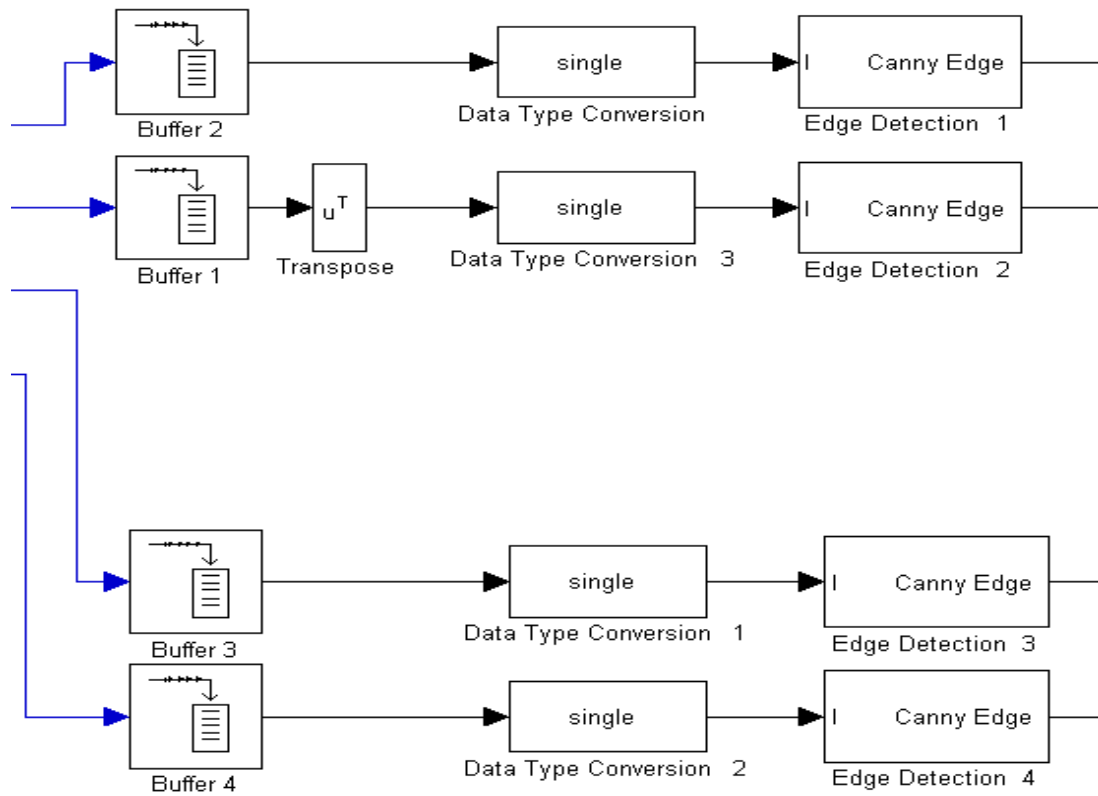 single
I
Canny Edge
Buffer 2
Data Type Conversion
Edge Detection 1
u^T
single
I
Canny Edge
Buffer 1
Transpose
Data Type Conversion 3
Edge Detection 2
single
I
Canny Edge
Buffer 3
Data Type Conversion 1
Edge Detection 3
single
I
Canny Edge
Buffer 4
Data Type Conversion 2
Edge Detection 4